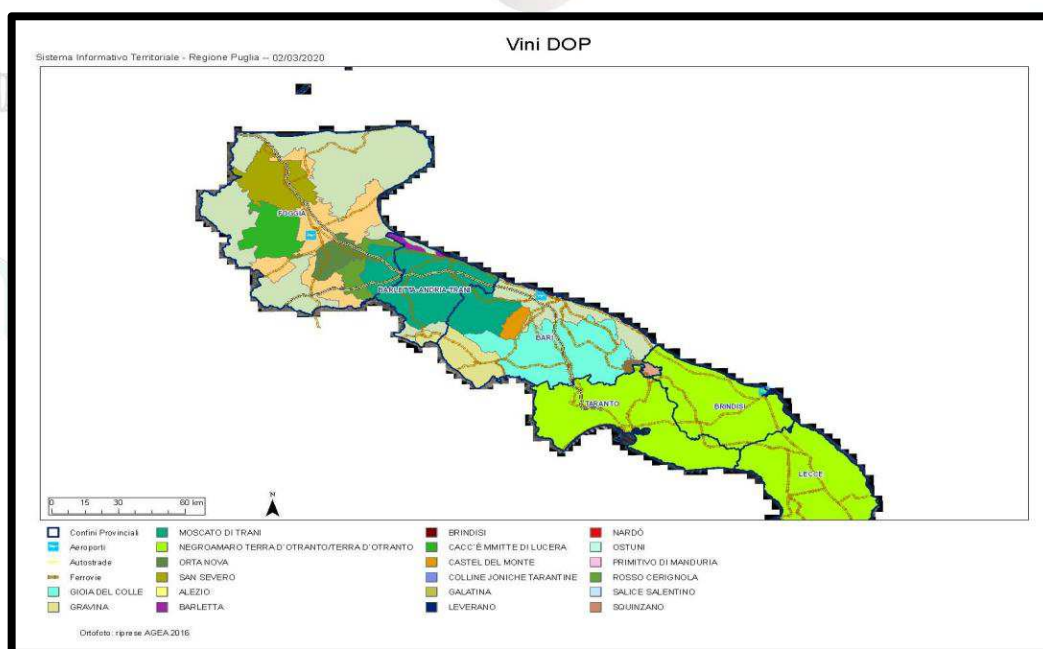 Vini DOP
Sistema Informativo Territoriale - Regione Puglia -- 02/03/2020
FOGGIA
BARLETTA-ANDRIA-TRANI
BARI
TARANTO
BRINDISI
LECCE
0 15 30 60 km
N
Confini Provinciali
Aeroporti
Autostrade
Ferrovie
GIOIA DEL COLLE
GRAVINA
MOSCATO DI TRANI
NEGROAMARO TERRA D'OTRANTO/TERRA D'OTRANTO
ORTA NOVA
SAN SEVERO
ALEZIO
BARLETTA
BRINDISI
CACC'È MMITTE DI LUCERA
CASTEL DEL MONTE
COLLINE JONICHE TARANTINE
GALATINA
LEVERANO
NARDÒ
OSTUNI
PRIMITIVO DI MANDURIA
ROSSO CERIGNOLA
SALICE SALENTINO
SQUINZANO
Ortofoto: riprese AGEA 2016